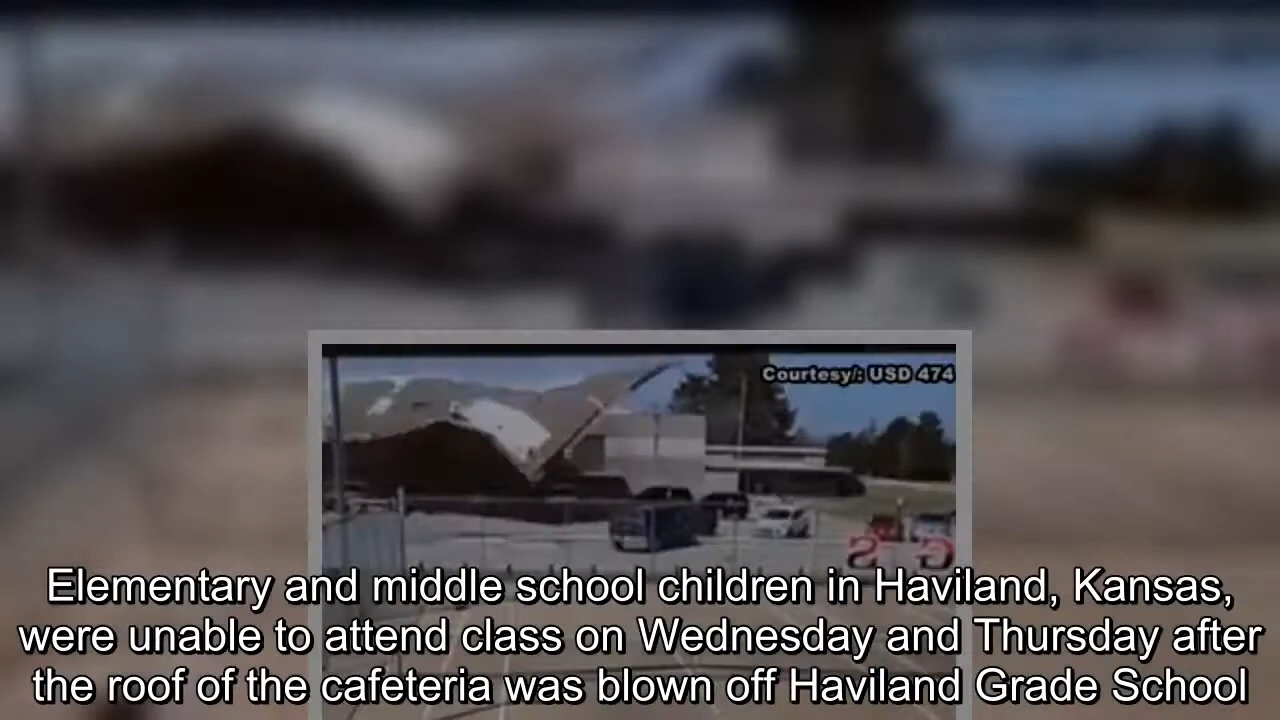 Courtesy/: USD 474
Elementary and middle school children in Haviland, Kansas,
were unable to attend class on Wednesday and Thursday after
the roof of the cafeteria was blown off Haviland Grade School